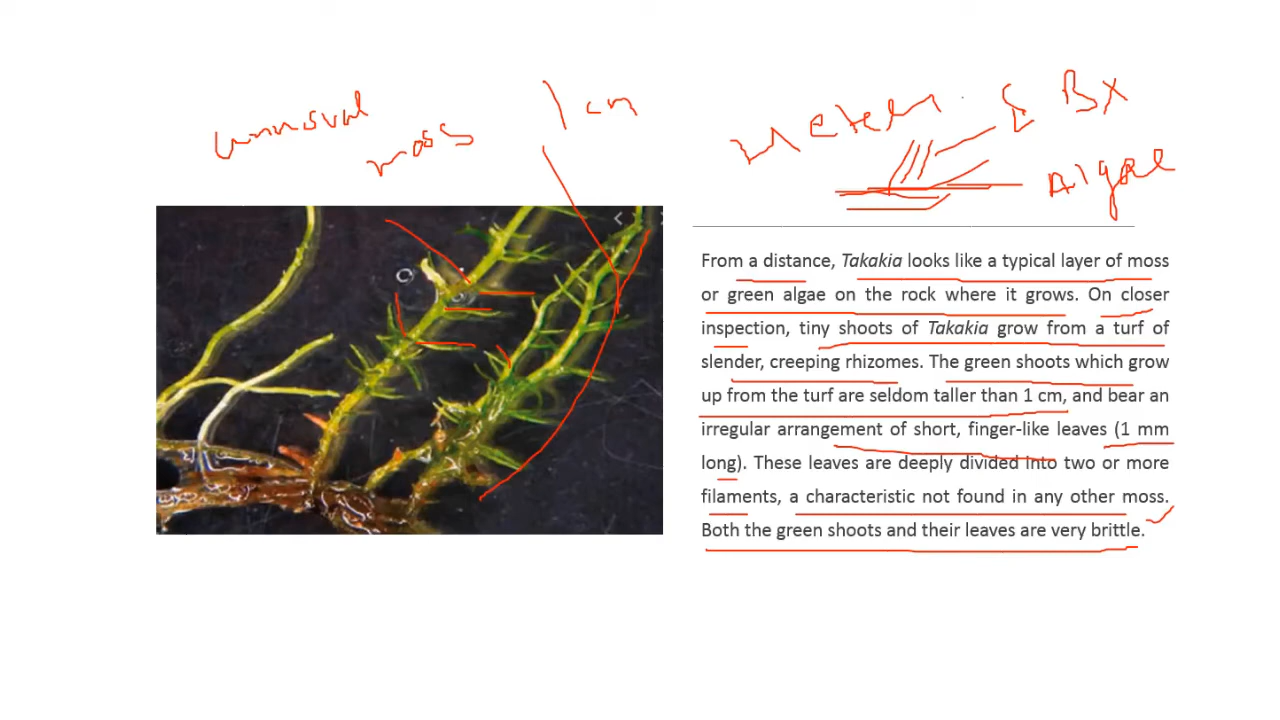 unusual
moss
1 cm
Bx
Algae
From a distance, Takakia looks like a typical layer of moss
or green algae on the rock where it grows. On closer
inspection, tiny shoots of Takakia grow from a turf of
slender, creeping rhizomes. The green shoots which grow
up from the turf are seldom taller than 1 cm, and bear an
irregular arrangement of short, finger-like leaves (1 mm
long). These leaves are deeply divided into two or more
filaments, a characteristic not found in any other moss.
Both the green shoots and their leaves are very brittle.